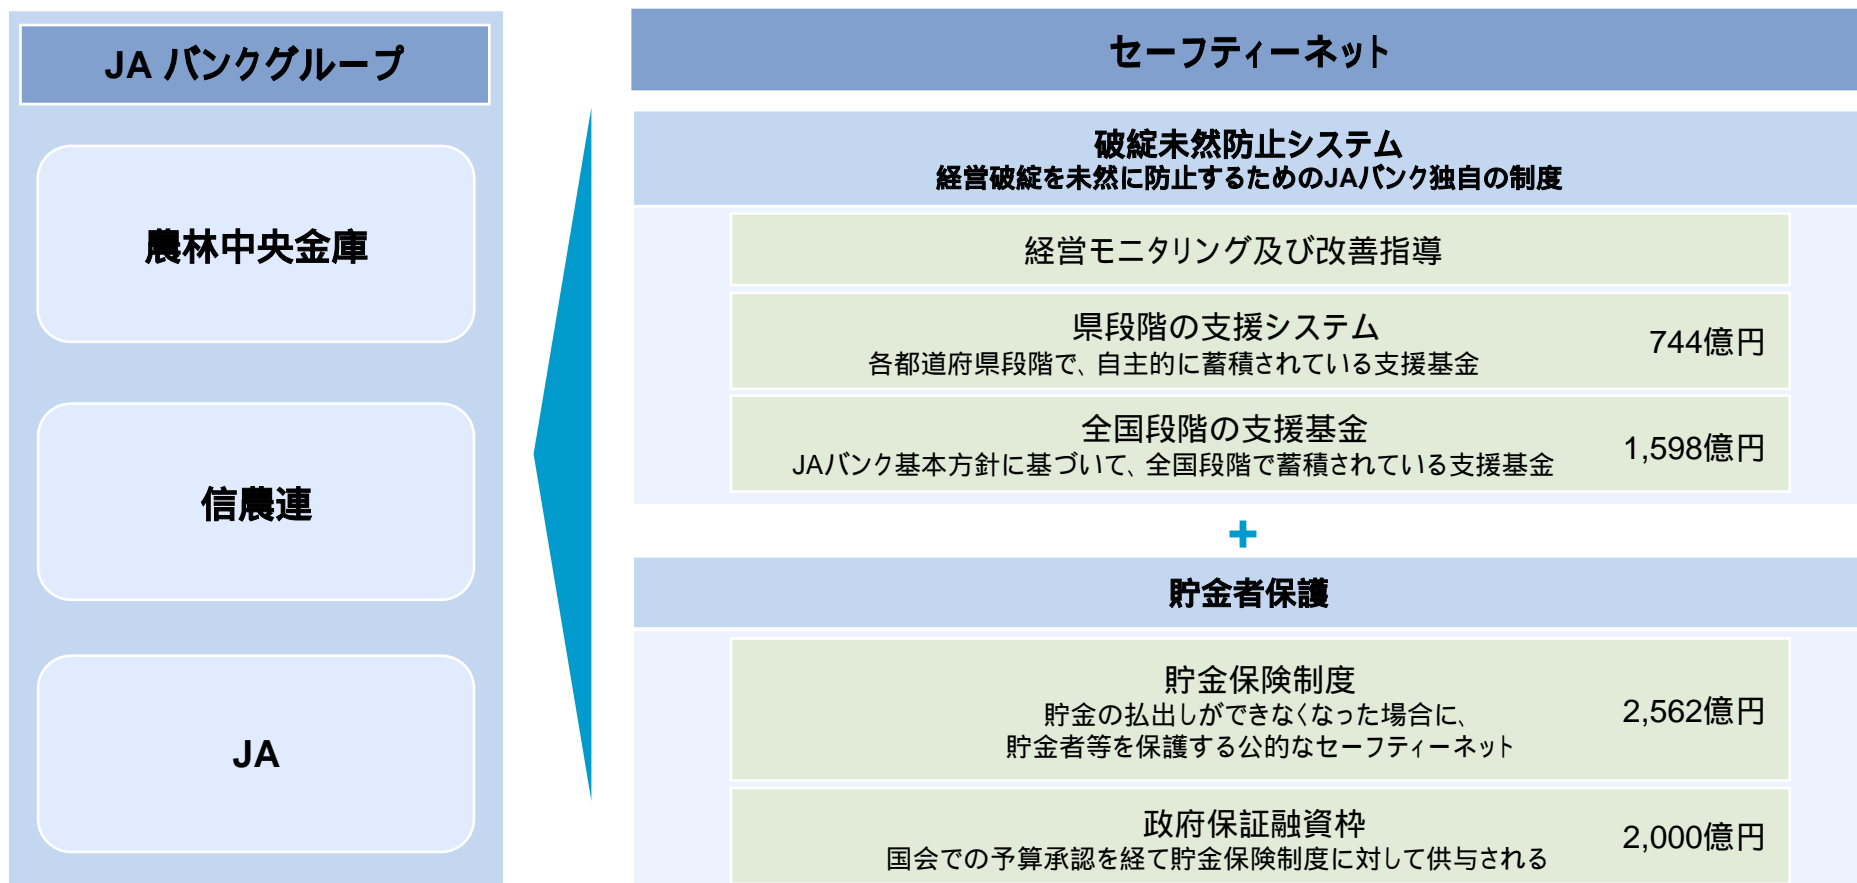 JA バンクグループ
農林中央金庫
信農連
JA
セーフティーネット
破綻未然防止システム
経営破綻を未然に防止するためのJAバンク独自の制度
経営モニタリング及び改善指導
県段階の支援システム
各都道府県段階で、自主的に蓄積されている支援基金
744億円
全国段階の支援基金
JAバンク基本方針に基づいて、全国段階で蓄積されている支援基金
1,598億円
+
貯金者保護
貯金保険制度
貯金の払出しができなくなった場合に、
貯金者等を保護する公的なセーフティーネット
2,562億円
政府保証融資枠
国会での予算承認を経て貯金保険制度に対して供与される
2,000億円